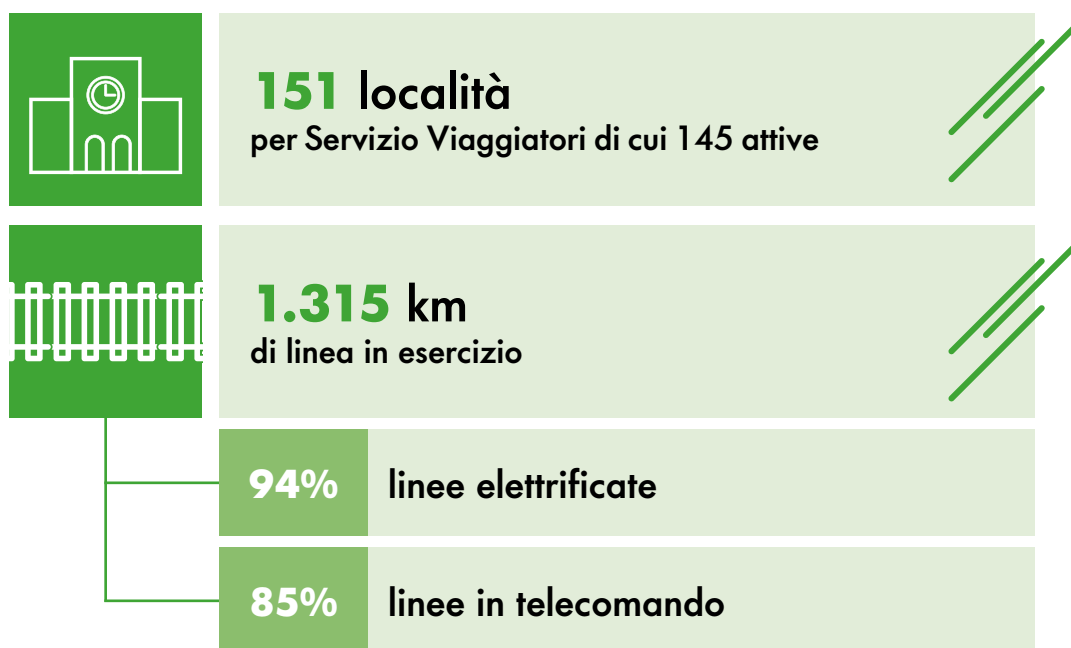 151 località
per Servizio Viaggiatori di cui 145 attive
1.315 km
di linea in esercizio
94% linee elettrificate
85% linee in telecomando